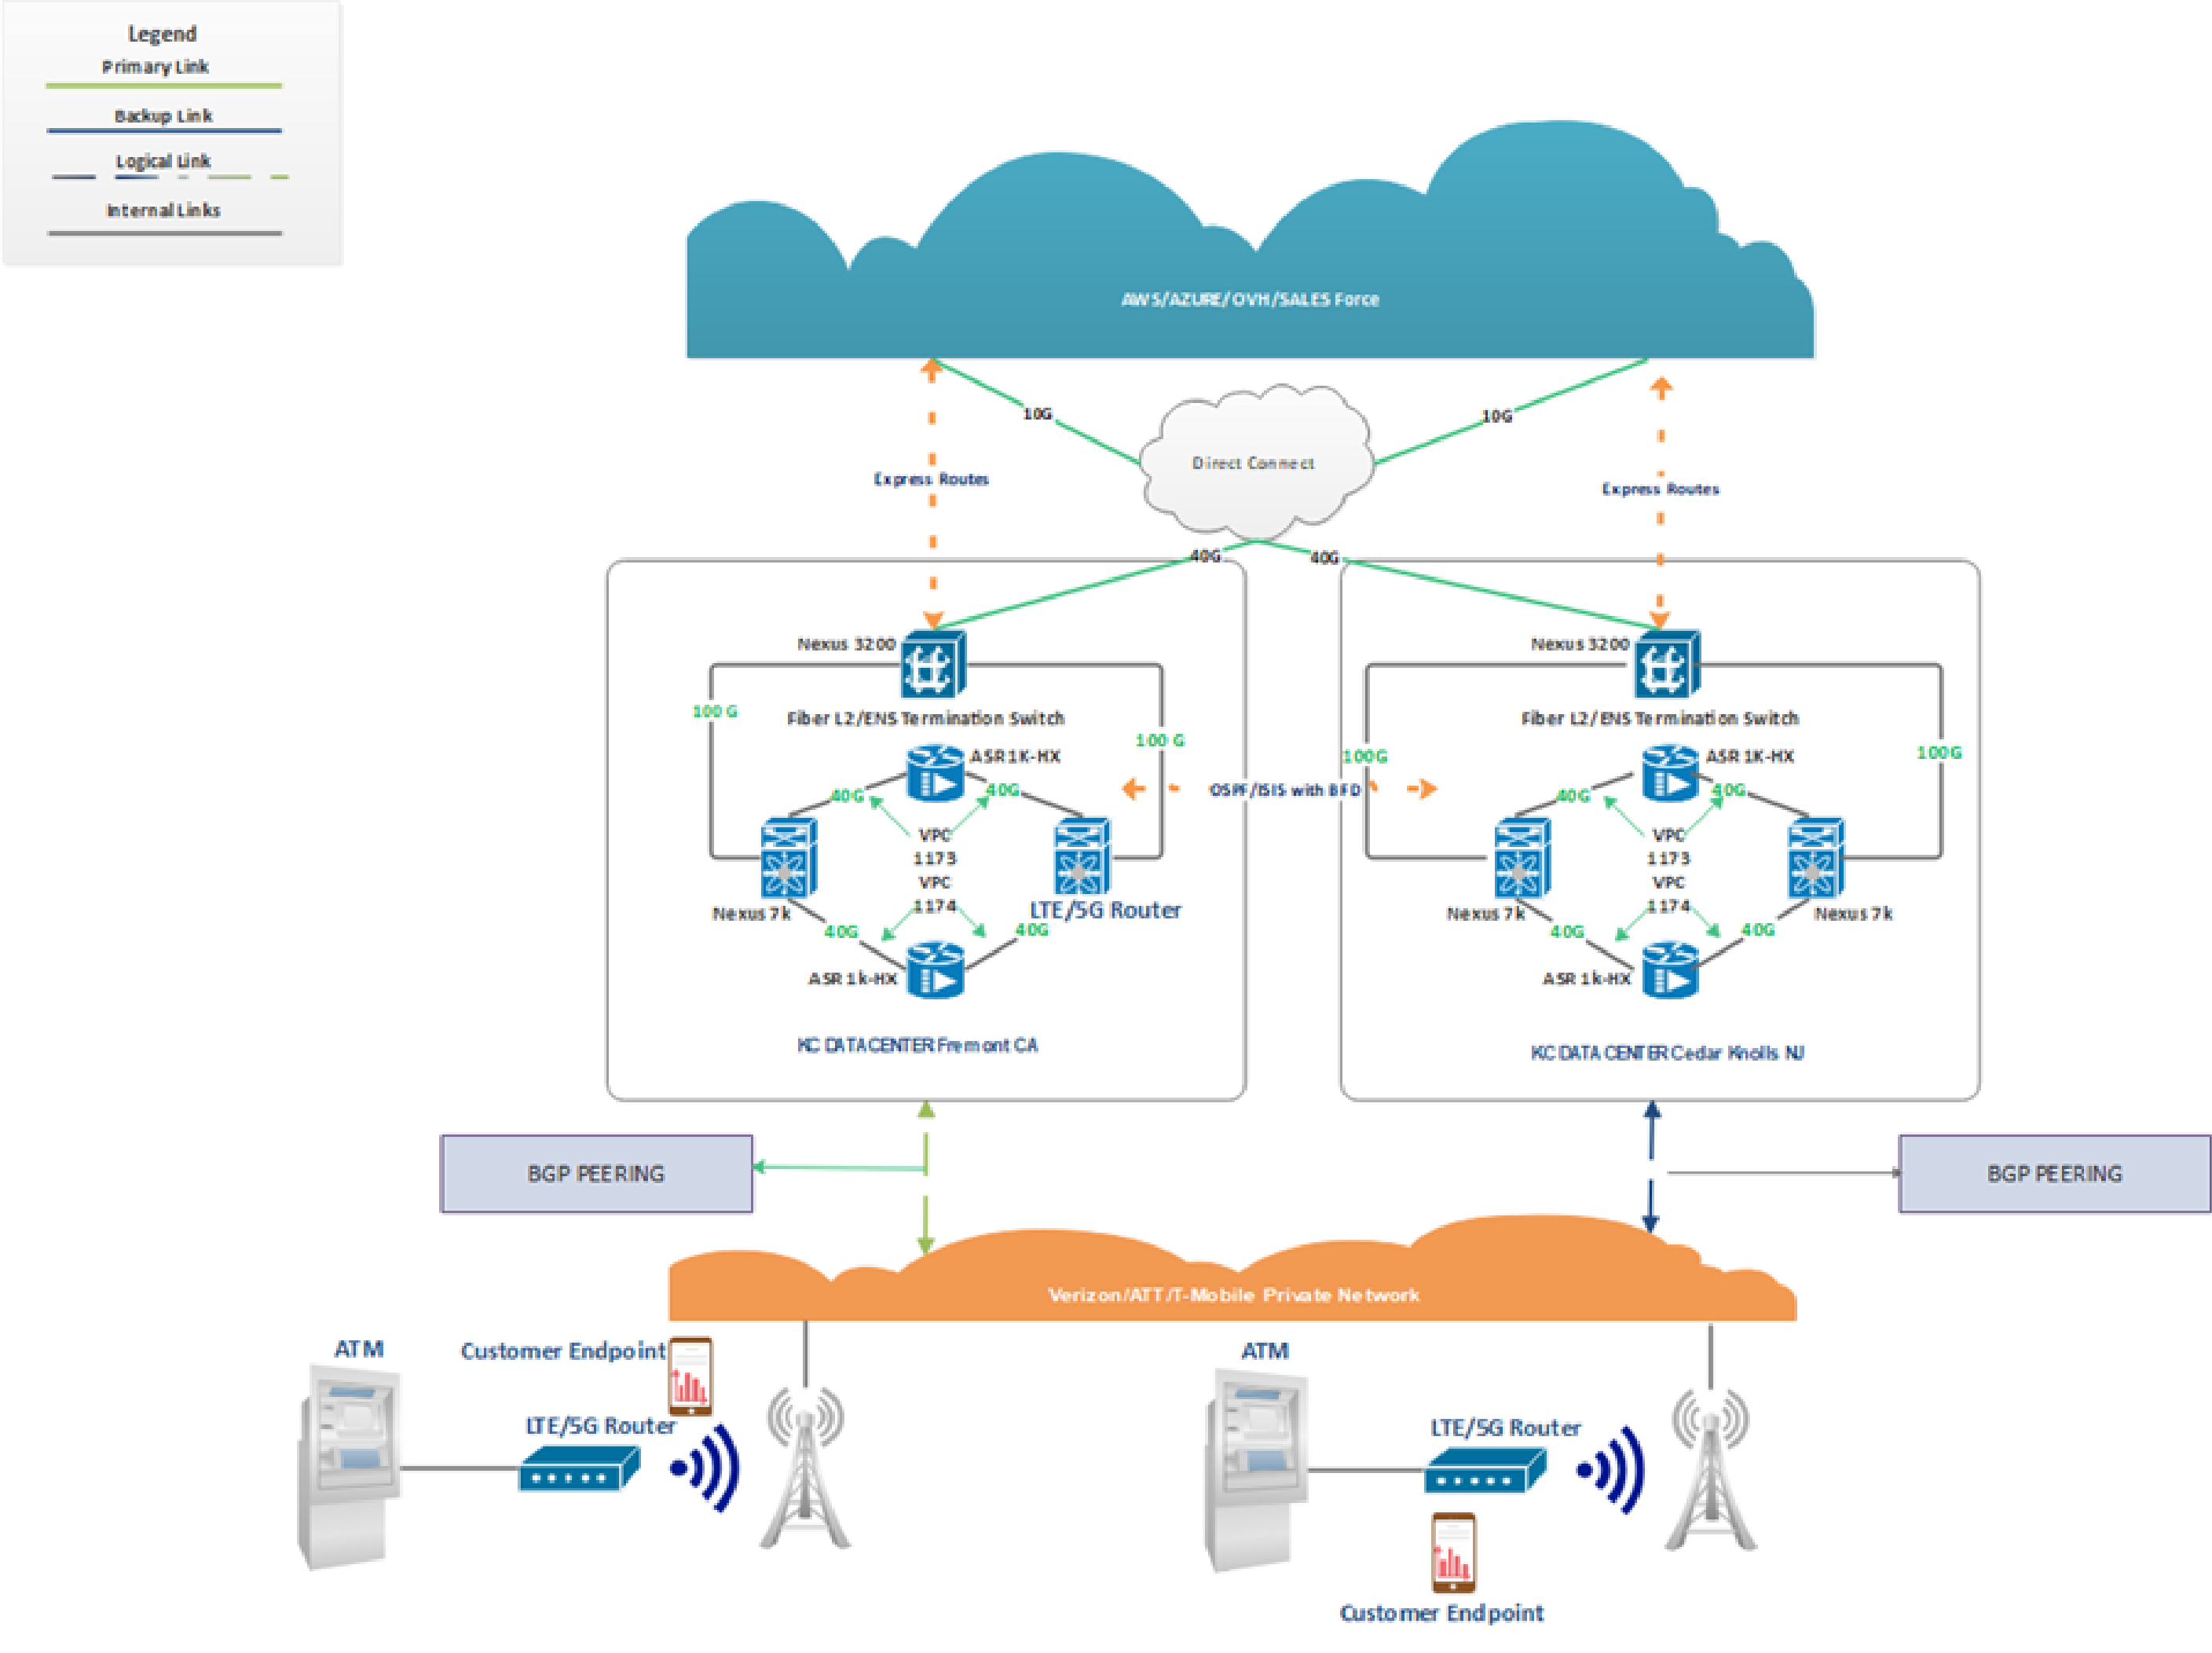 Legend
Primary Link
Backup Link
Logical Link
Internal Links
AWS/AZURE/OVH/SALES Force
10G
10G
Direct Connect
Express Routes
Express Routes
40G
40G
Nexus 3200
Nexus 3200
100 G
Fiber L2/ENS Termination Switch
Fiber L2/ENS Termination Switch
100 G
ASR 1K-HX
100G
ASR 1K-HX
100G
40G
40G
OSPF/ISIS with BFD
40G
40G
VPC
1173
VPC
1174
VPC
1173
VPC
1174
Nexus 7k
LTE/5G Router
Nexus 7k
Nexus 7k
40G
40G
40G
40G
ASR 1k-HX
ASR 1k-HX
KC DATACENTER Fremont CA
KC DATA CENTER Cedar Knolls NJ
BGP PEERING
BGP PEERING
Verizon/ATT/T-Mobile Private Network
ATM
Customer Endpoint
ATM
LTE/5G Router
LTE/5G Router
Customer Endpoint